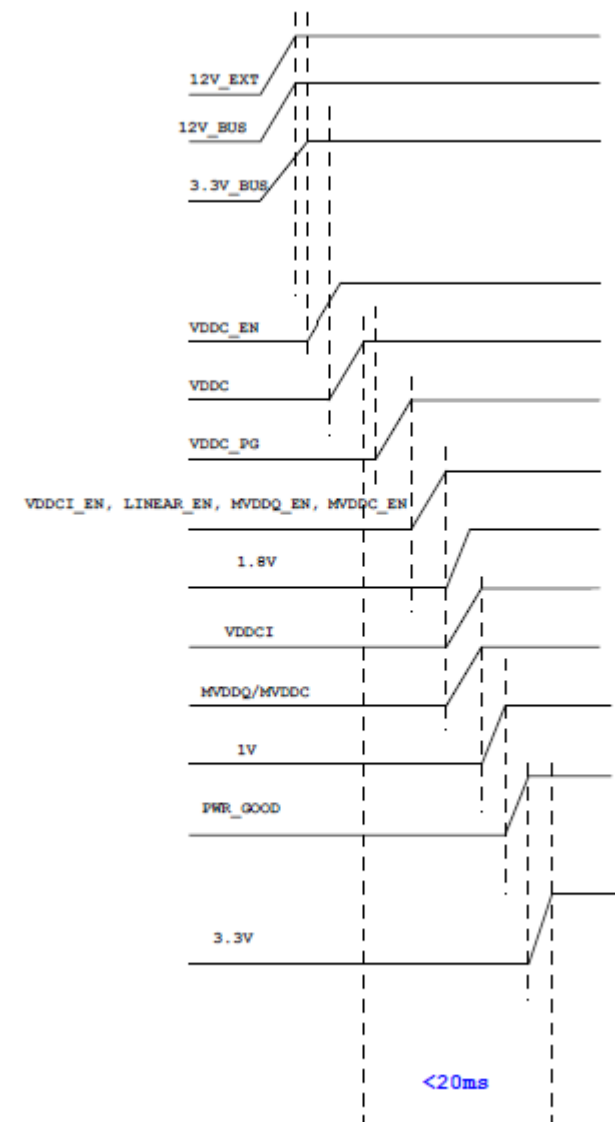 12V_EXT
12V_BUS
3.3V_BUS
VDDC_EN
VDDC
VDDC_PG
VDDCI_EN, LINEAR_EN, MVDDQ_EN, MVDDC_EN
1.8V
VDDCI
MVDDQ/MVDDC
1V
PWR_GOOD
3.3V
<20ms